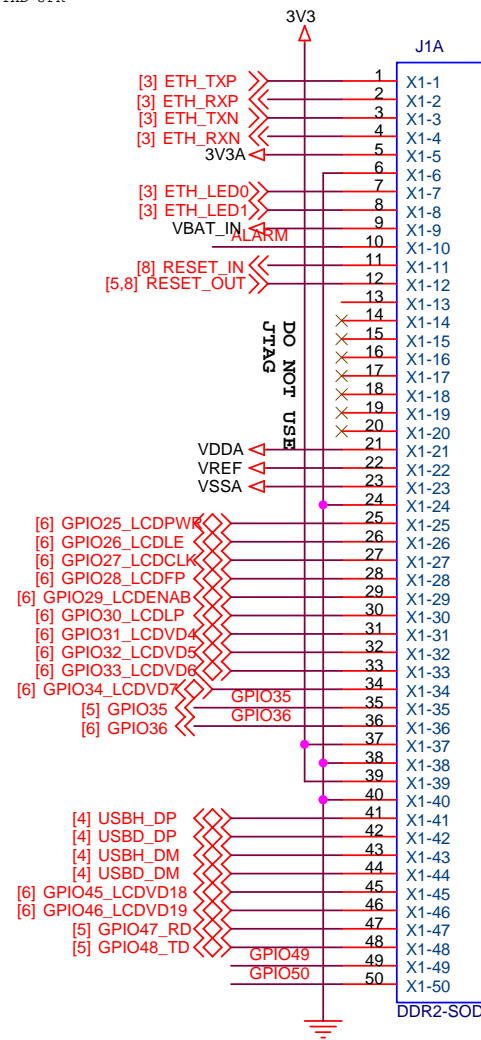 3V3
J1A
[3] ETH_TXP 1 X1-1
[3] ETH_RXP 2 X1-2
[3] ETH_TXN 3 X1-3
[3] ETH_RXN 4 X1-4
3V3A 5 X1-5
6 X1-6
[3] ETH_LED0 7 X1-7
[3] ETH_LED1 8 X1-8
VBAT_IN 9 X1-9
ALARM 10 X1-10
[8] RESET_IN 11 X1-11
[5,8] RESET_OUT 12 X1-12
13 X1-13
14 X1-14
15 X1-15
16 X1-16
17 X1-17
18 X1-18
19 X1-19
20 X1-20
DO NOT USE
JTAG
VDDA 21 X1-21
VREF 22 X1-22
VSSA 23 X1-23
24 X1-24
[6] GPIO25_LCDPWR 25 X1-25
[6] GPIO26_LCDLE 26 X1-26
[6] GPIO27_LCDCLK 27 X1-27
[6] GPIO28_LCDFP 28 X1-28
[6] GPIO29_LCDENAB 29 X1-29
[6] GPIO30_LCDLP 30 X1-30
[6] GPIO31_LCDVD4 31 X1-31
[6] GPIO32_LCDVD5 32 X1-32
[6] GPIO33_LCDVD6 33 X1-33
[6] GPIO34_LCDVD7 34 X1-34
[5] GPIO35 GPIO35 35 X1-35
[6] GPIO36 GPIO36 36 X1-36
37 X1-37
38 X1-38
39 X1-39
40 X1-40
[4] USBH_DP 41 X1-41
[4] USBD_DP 42 X1-42
[4] USBH_DM 43 X1-43
[4] USBD_DM 44 X1-44
[6] GPIO45_LCDVD18 45 X1-45
[6] GPIO46_LCDVD19 46 X1-46
[5] GPIO47_RD 47 X1-47
[5] GPIO48_TD 48 X1-48
GPIO49 49 X1-49
GPIO50 50 X1-50
DDR2-SOD